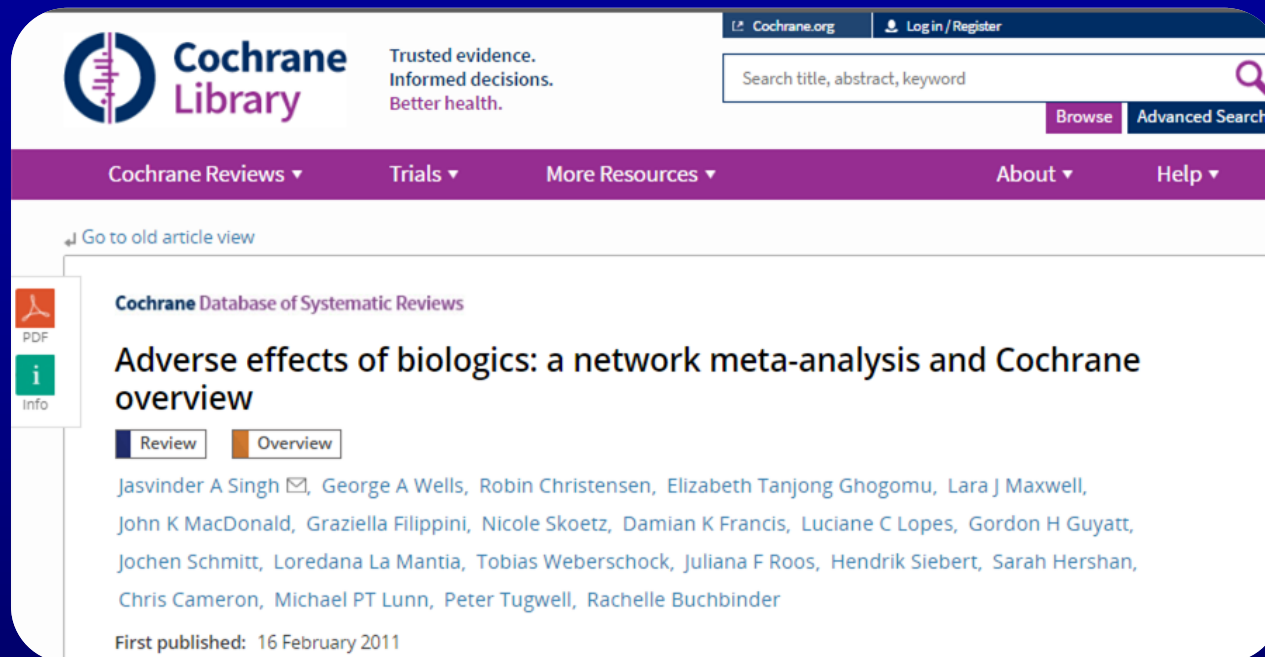 Cochrane.org Log in / Register
Cochrane
Library
Trusted evidence.
Informed decisions.
Better health.
Search title, abstract, keyword
Browse Advanced Search
Cochrane Reviews ▾ Trials ▾ More Resources ▾ About ▾ Help ▾
Go to old article view
PDF
i
Info
Cochrane Database of Systematic Reviews
Adverse effects of biologics: a network meta-analysis and Cochrane
overview
Review Overview
Jasvinder A Singh, George A Wells, Robin Christensen, Elizabeth Tanjong Ghogomu, Lara J Maxwell,
John K MacDonald, Graziella Filippini, Nicole Skoetz, Damian K Francis, Luciane C Lopes, Gordon H Guyatt,
Jochen Schmitt, Loredana La Mantia, Tobias Weberschock, Juliana F Roos, Hendrik Siebert, Sarah Hershan,
Chris Cameron, Michael PT Lunn, Peter Tugwell, Rachelle Buchbinder
First published: 16 February 2011